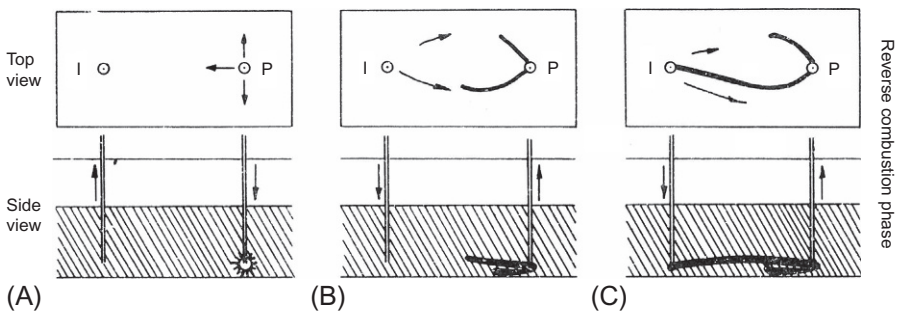 Top
view
I
P
I
P
I
P
Side
view
Reverse combustion phase
(A)
(B)
(C)